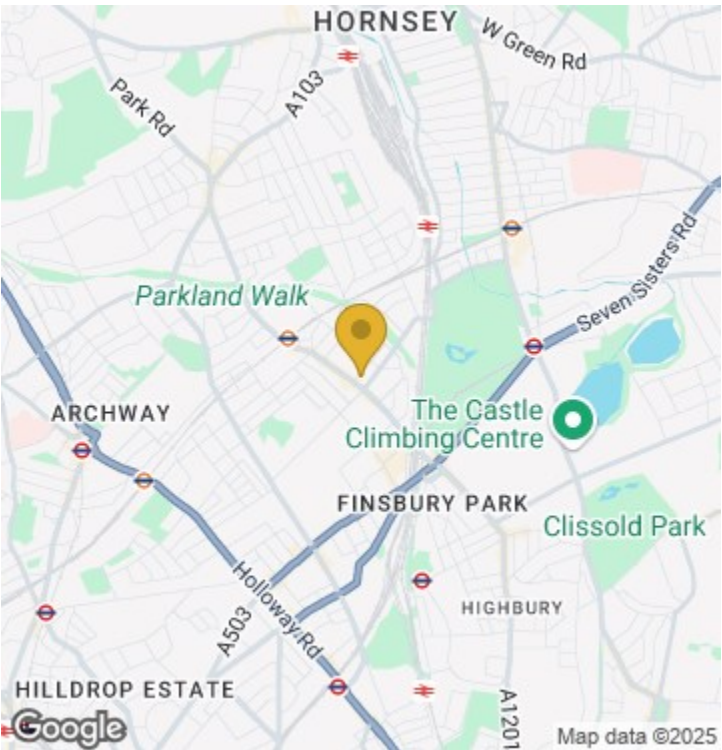 HORNSEY
W Green Rd
A103
Park Rd
Seven Sisters Rd
Parkland Walk
ARCHWAY
The Castle
Climbing Centre
FINSBURY PARK
Clissold Park
Holloway Rd
A503
HIGHBURY
HILLDROP ESTATE
A1201
Google
Map data ©2025